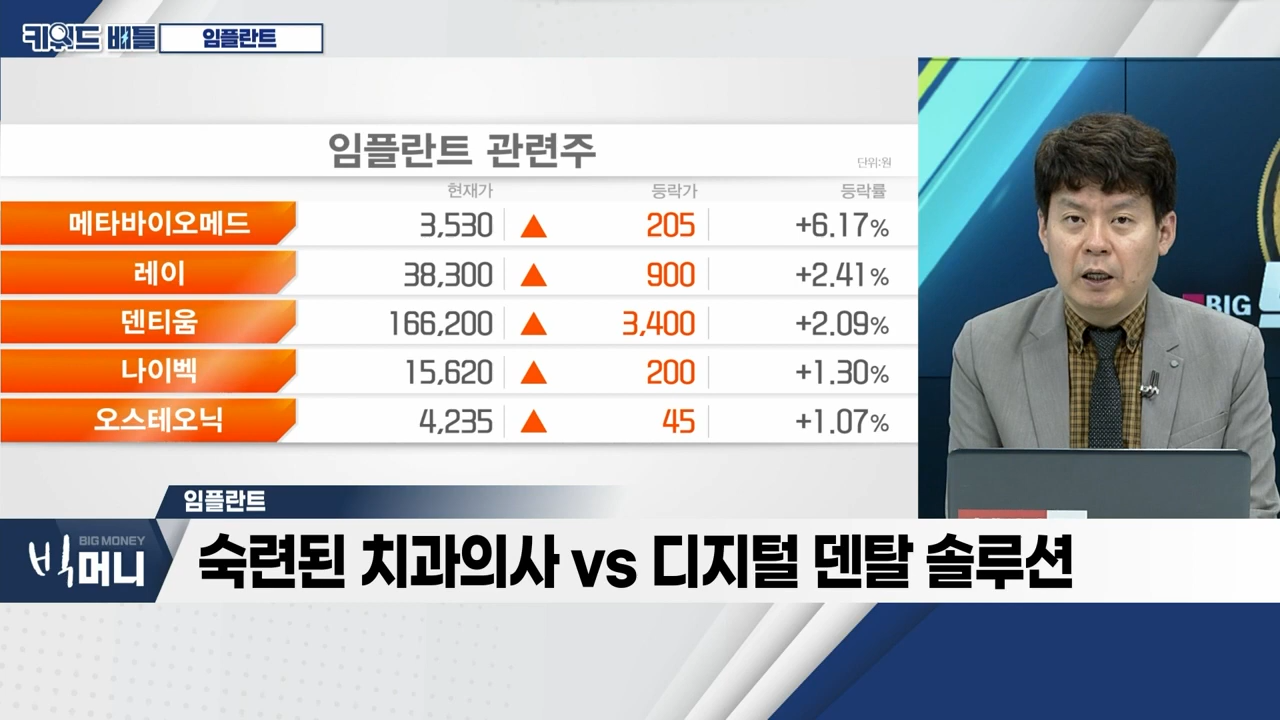 키워드 배틀
임플란트
임플란트 관련주
단위:원
현재가 등락가 등락률
메타바이오메드 3,530 ▲ 205 +6.17%
레이 38,300 ▲ 900 +2.41%
덴티움 166,200 ▲ 3,400 +2.09%
나이벡 15,620 ▲ 200 +1.30%
오스테오닉 4,235 ▲ 45 +1.07%
BIG
임플란트
BIG MONEY
빅머니
숙련된 치과의사 vs 디지털 덴탈 솔루션